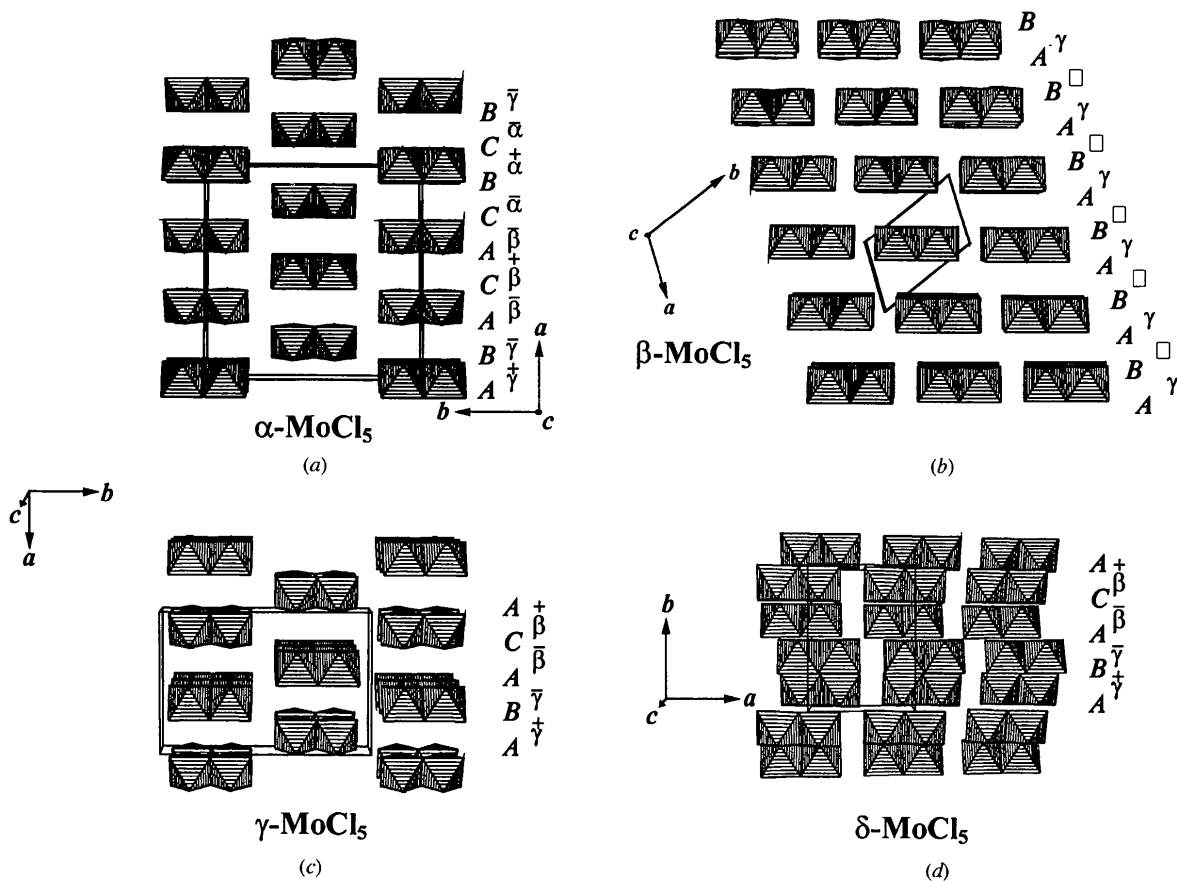 B γ̄
C ᾱ
B α⁺
C ᾱ
A β̄
C β⁺
A β̄
B γ̄
A γ⁺
a
b
c
α-MoCl₅
(a)
B
A γ
B □
A γ
B □
A γ
B □
A γ
B □
A γ
B □
A γ
b
c
a
β-MoCl₅
(b)
b
c
a
A
C β⁺
A β̄
B γ̄
A γ⁺
γ-MoCl₅
(c)
b
c
a
A
C β⁺
A β̄
B γ̄
A γ⁺
δ-MoCl₅
(d)